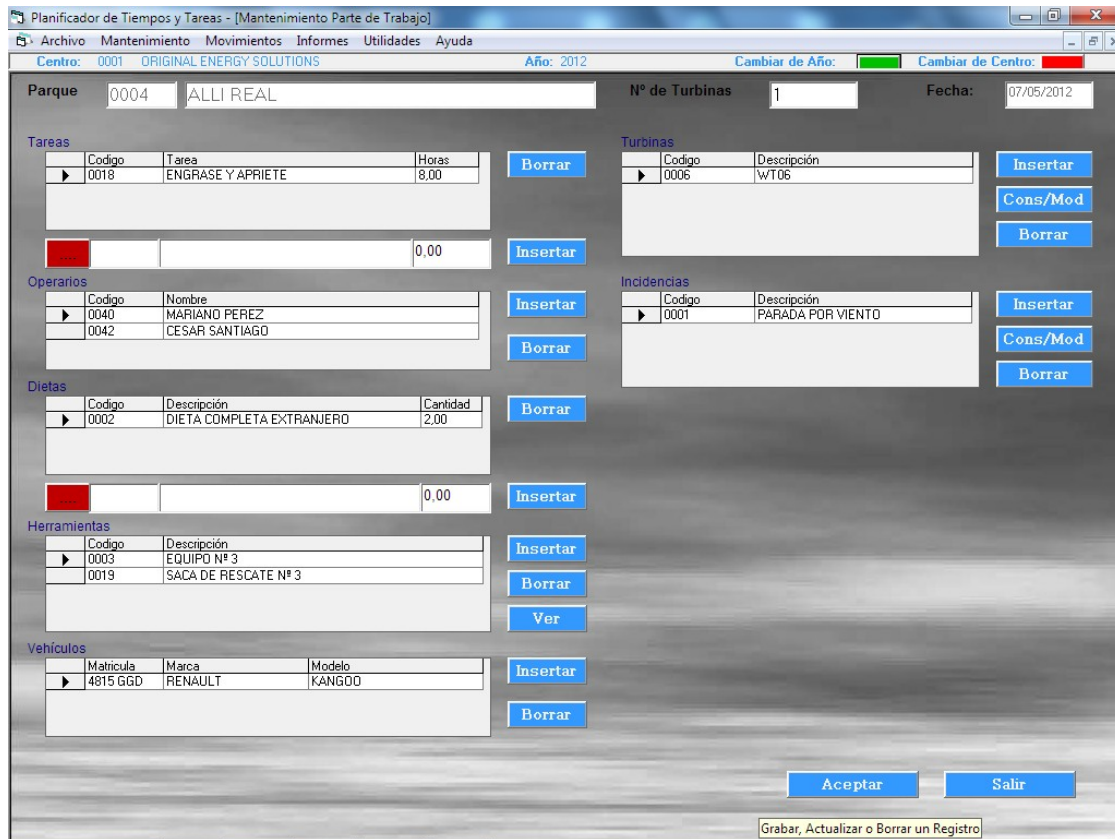 Planificador de Tiempos y Tareas - [Mantenimiento Parte de Trabajo]
Archivo Mantenimiento Movimientos Informes Utilidades Ayuda
Centro: 0001 ORIGINAL ENERGY SOLUTIONS Año: 2012 Cambiar de Año: Cambiar de Centro:
Parque 0004 ALLI REAL Nº de Turbinas 1 Fecha: 07/05/2012
Tareas
Codigo Tarea Horas
0018 ENGRASE Y APRIETE 8,00
Borrar
.... 0,00 Insertar
Operarios
Codigo Nombre
0040 MARIANO PEREZ
0042 CESAR SANTIAGO
Insertar
Borrar
Dietas
Codigo Descripción Cantidad
0002 DIETA COMPLETA EXTRANJERO 2,00
Borrar
.... 0,00 Insertar
Herramientas
Codigo Descripción
0003 EQUIPO Nº 3
0019 SACA DE RESCATE Nº 3
Insertar
Borrar
Ver
Vehículos
Matricula Marca Modelo
4815 GGD RENAULT KANGOO
Insertar
Borrar
Turbinas
Codigo Descripción
0006 WT06
Insertar
Cons/Mod
Borrar
Incidencias
Codigo Descripción
0001 PARADA POR VIENTO
Insertar
Cons/Mod
Borrar
Aceptar Salir
Grabar, Actualizar o Borrar un Registro